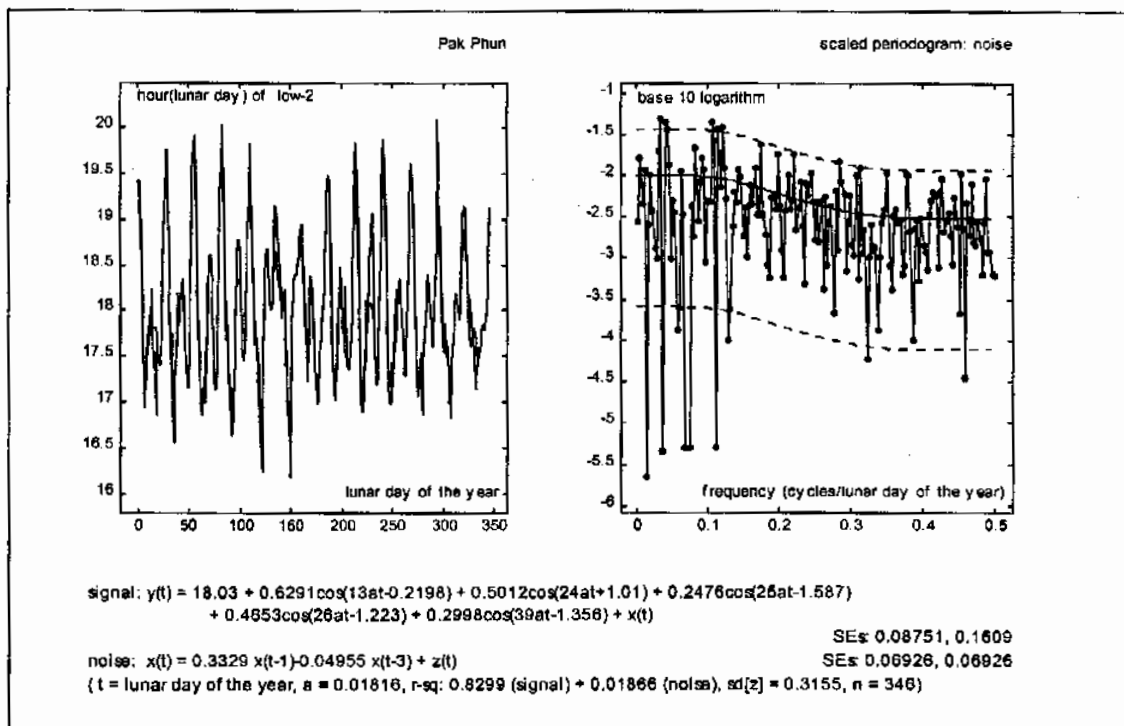 Pak Phun
scaled periodogram: noise
hour(lunar day) of low-2
20
19.5
19
18.5
18
17.5
17
16.5
16
lunar day of the year
0 50 100 150 200 250 300 350
base 10 logarithm
-1
-1.5
-2
-2.5
-3
-3.5
-4
-4.5
-5
-5.5
-6
frequency (cycles/lunar day of the year)
0 0.1 0.2 0.3 0.4 0.5
signal: y(t) = 18.03 + 0.6291cos(13at-0.2198) + 0.5012cos(24at+1.01) + 0.2476cos(25at-1.587)
+ 0.4653cos(26at-1.223) + 0.2998cos(39at-1.356) + x(t)
SEs: 0.08751, 0.1609
noise: x(t) = 0.3329 x(t-1)-0.04955 x(t-3) + z(t)
SEs: 0.06926, 0.06926
(t = lunar day of the year, a = 0.01816, r-sq: 0.8299 (signal) + 0.01866 (noise), sd[z] = 0.3155, n = 346)